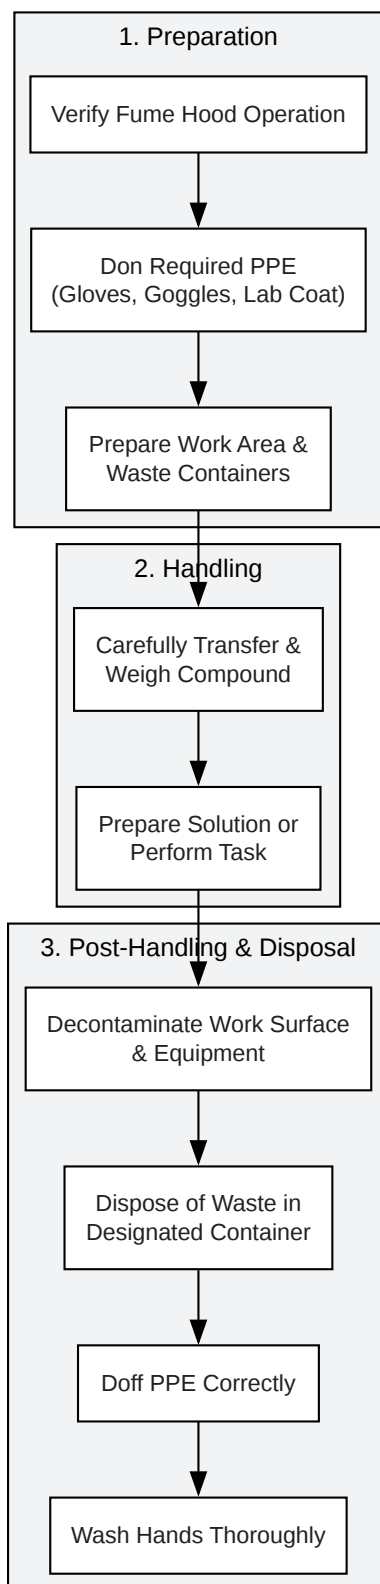 1. Preparation
Verify Fume Hood Operation
Don Required PPE
(Gloves, Goggles, Lab Coat)
Prepare Work Area &
Waste Containers
2. Handling
Carefully Transfer &
Weigh Compound
Prepare Solution or
Perform Task
3. Post-Handling & Disposal
Decontaminate Work Surface
& Equipment
Dispose of Waste in
Designated Container
Doff PPE Correctly
Wash Hands Thoroughly